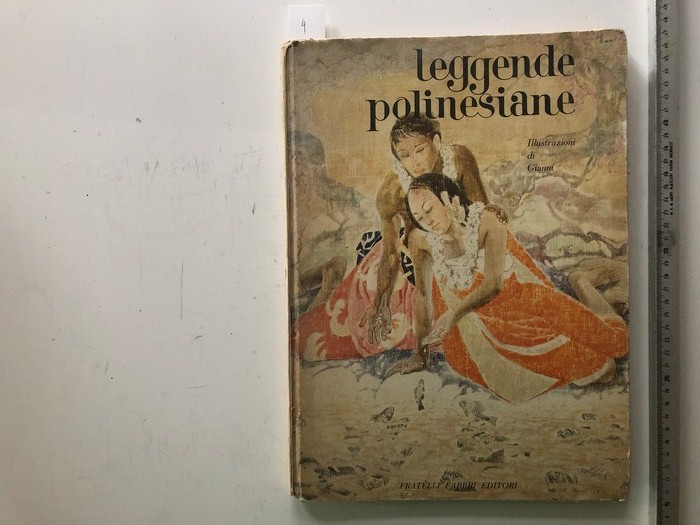 4
leggende
polinesiane
Illustrazioni
di
Gianni
FRATELLI FABBRI EDITORI